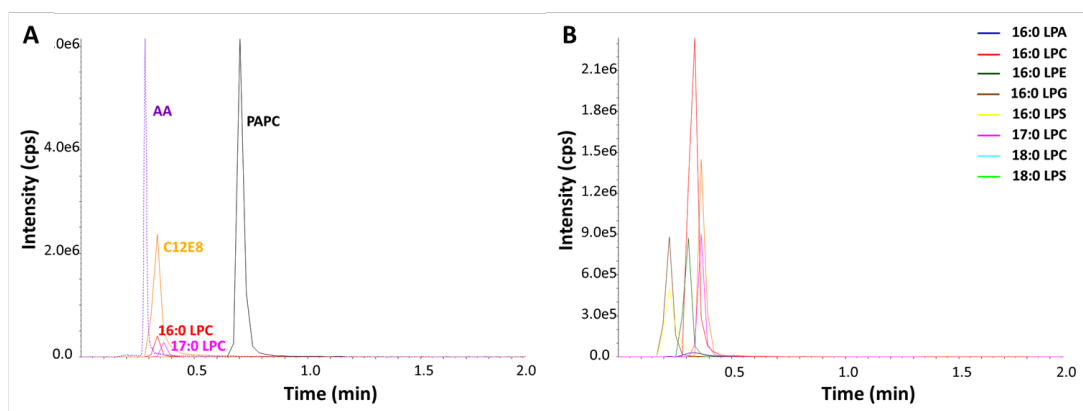 A
.0e6
4.0e6
2.0e6
0.0
Intensity (cps)
AA
C12E8
16:0 LPC
17:0 LPC
PAPC
0.5
1.0
1.5
2.0
Time (min)
B
2.1e6
1.8e6
1.5e6
1.2e6
9.0e5
6.0e5
3.0e5
0.0
Intensity (cps)
16:0 LPA
16:0 LPC
16:0 LPE
16:0 LPG
16:0 LPS
17:0 LPC
18:0 LPC
18:0 LPS
0.5
1.0
1.5
2.0
Time (min)